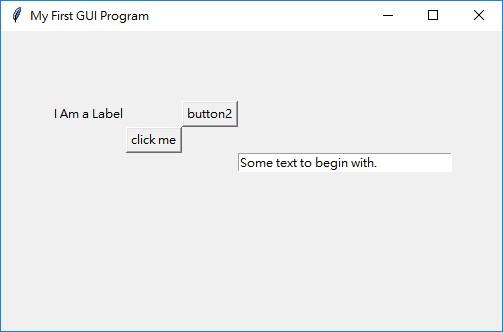 My First GUI Program
I Am a Label
button2
click me
Some text to begin with.